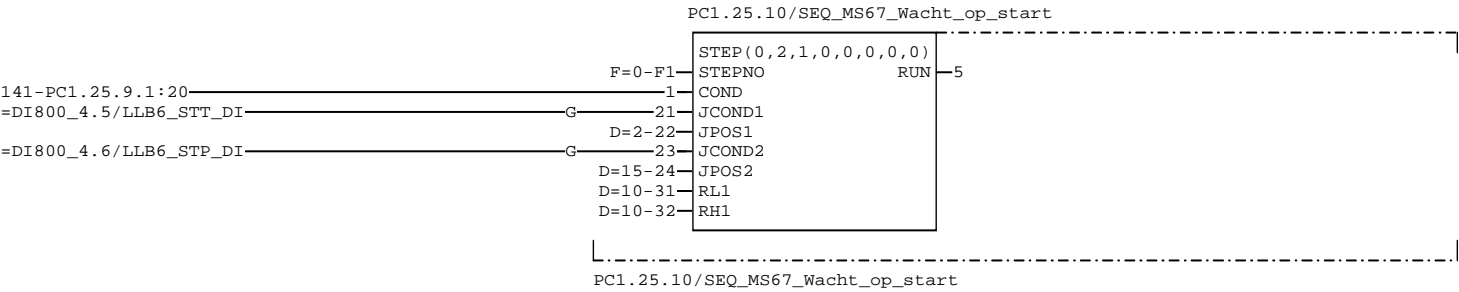 PC1.25.10/SEQ_MS67_Wacht_op_start
STEP(0,2,1,0,0,0,0,0)
F=0-F1 STEPNO RUN 5
141-PC1.25.9.1:20 1 COND
=DI800_4.5/LLB6_STT_DI G 21 JCOND1
D=2-22 JPOS1
=DI800_4.6/LLB6_STP_DI G 23 JCOND2
D=15-24 JPOS2
D=10-31 RL1
D=10-32 RH1
PC1.25.10/SEQ_MS67_Wacht_op_start